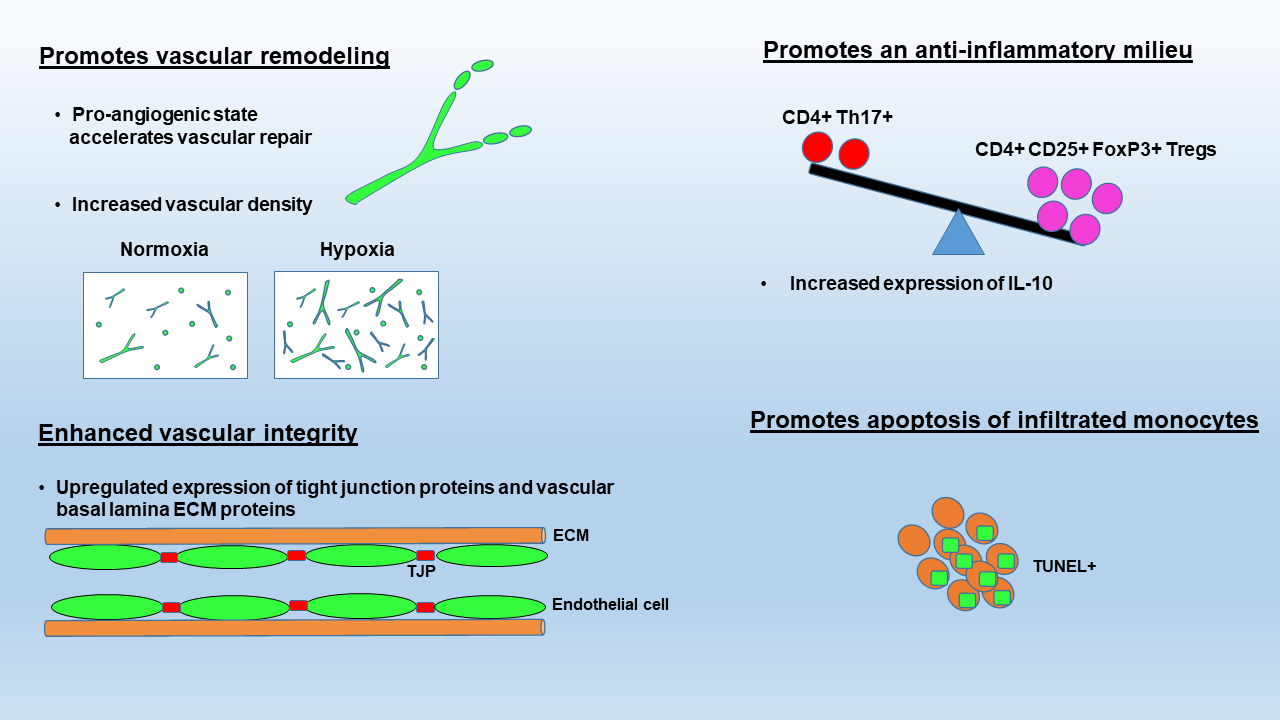 Promotes vascular remodeling
• Pro-angiogenic state
accelerates vascular repair
• Increased vascular density
Normoxia
Hypoxia
Promotes an anti-inflammatory milieu
CD4+ Th17+
CD4+ CD25+ FoxP3+ Tregs
• Increased expression of IL-10
Enhanced vascular integrity
• Upregulated expression of tight junction proteins and vascular
basal lamina ECM proteins
ECM
TJP
Endothelial cell
Promotes apoptosis of infiltrated monocytes
TUNEL+